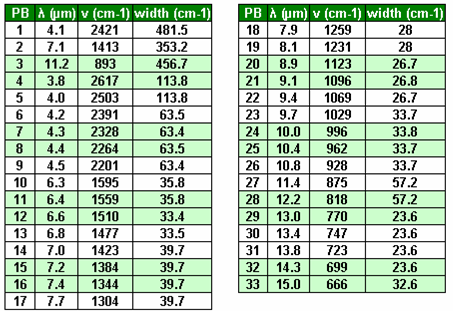 PB λ (µm) ν (cm-1) width (cm-1)
1 4.1 2421 481.5
2 7.1 1413 353.2
3 11.2 893 456.7
4 3.8 2617 113.8
5 4.0 2503 113.8
6 4.2 2391 63.5
7 4.3 2328 63.4
8 4.4 2264 63.5
9 4.5 2201 63.4
10 6.3 1595 35.8
11 6.4 1559 35.8
12 6.6 1510 33.4
13 6.8 1477 33.5
14 7.0 1423 39.7
15 7.2 1384 39.7
16 7.4 1344 39.7
17 7.7 1304 39.7
PB λ (µm) ν (cm-1) width (cm-1)
18 7.9 1259 28
19 8.1 1231 28
20 8.9 1123 26.7
21 9.1 1096 26.8
22 9.4 1069 26.7
23 9.7 1029 33.7
24 10.0 996 33.8
25 10.4 962 33.7
26 10.8 928 33.7
27 11.4 875 57.2
28 12.2 818 57.2
29 13.0 770 23.6
30 13.4 747 23.6
31 13.8 723 23.6
32 14.3 699 23.6
33 15.0 666 32.6